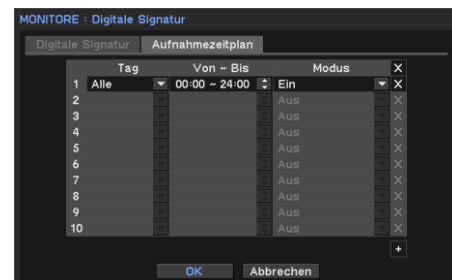 MONITORE : Digitale Signatur
Digitale Signatur Aufnahmezeitplan
Tag Von ~ Bis Modus X
1 Alle 00:00 ~ 24:00 Ein X
2 Aus X
3 Aus X
4 Aus X
5 Aus X
6 Aus X
7 Aus X
8 Aus X
9 Aus X
10 Aus X
+
OK Abbrechen